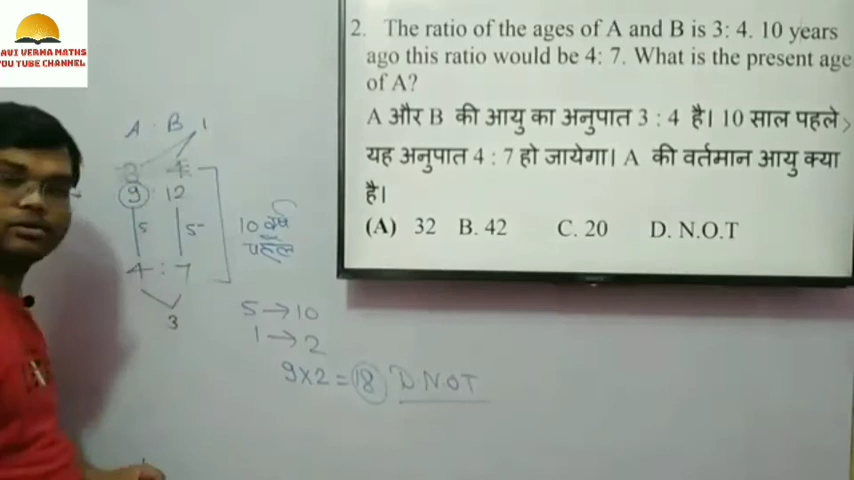 AVI VERMA MATHS
YOU TUBE CHANNEL
2. The ratio of the ages of A and B is 3: 4. 10 years
ago this ratio would be 4: 7. What is the present age
of A?
A और B की आयु का अनुपात 3 : 4 है। 10 साल पहले
यह अनुपात 4 : 7 हो जायेगा। A की वर्तमान आयु क्या
है।
(A) 32 B. 42 C. 20 D. N.O.T
A : B 1
3 4
9 12
5 5
4 : 7
3
10 वर्ष
पहले
5 → 10
1 → 2
9x2 = 18 D N.O.T